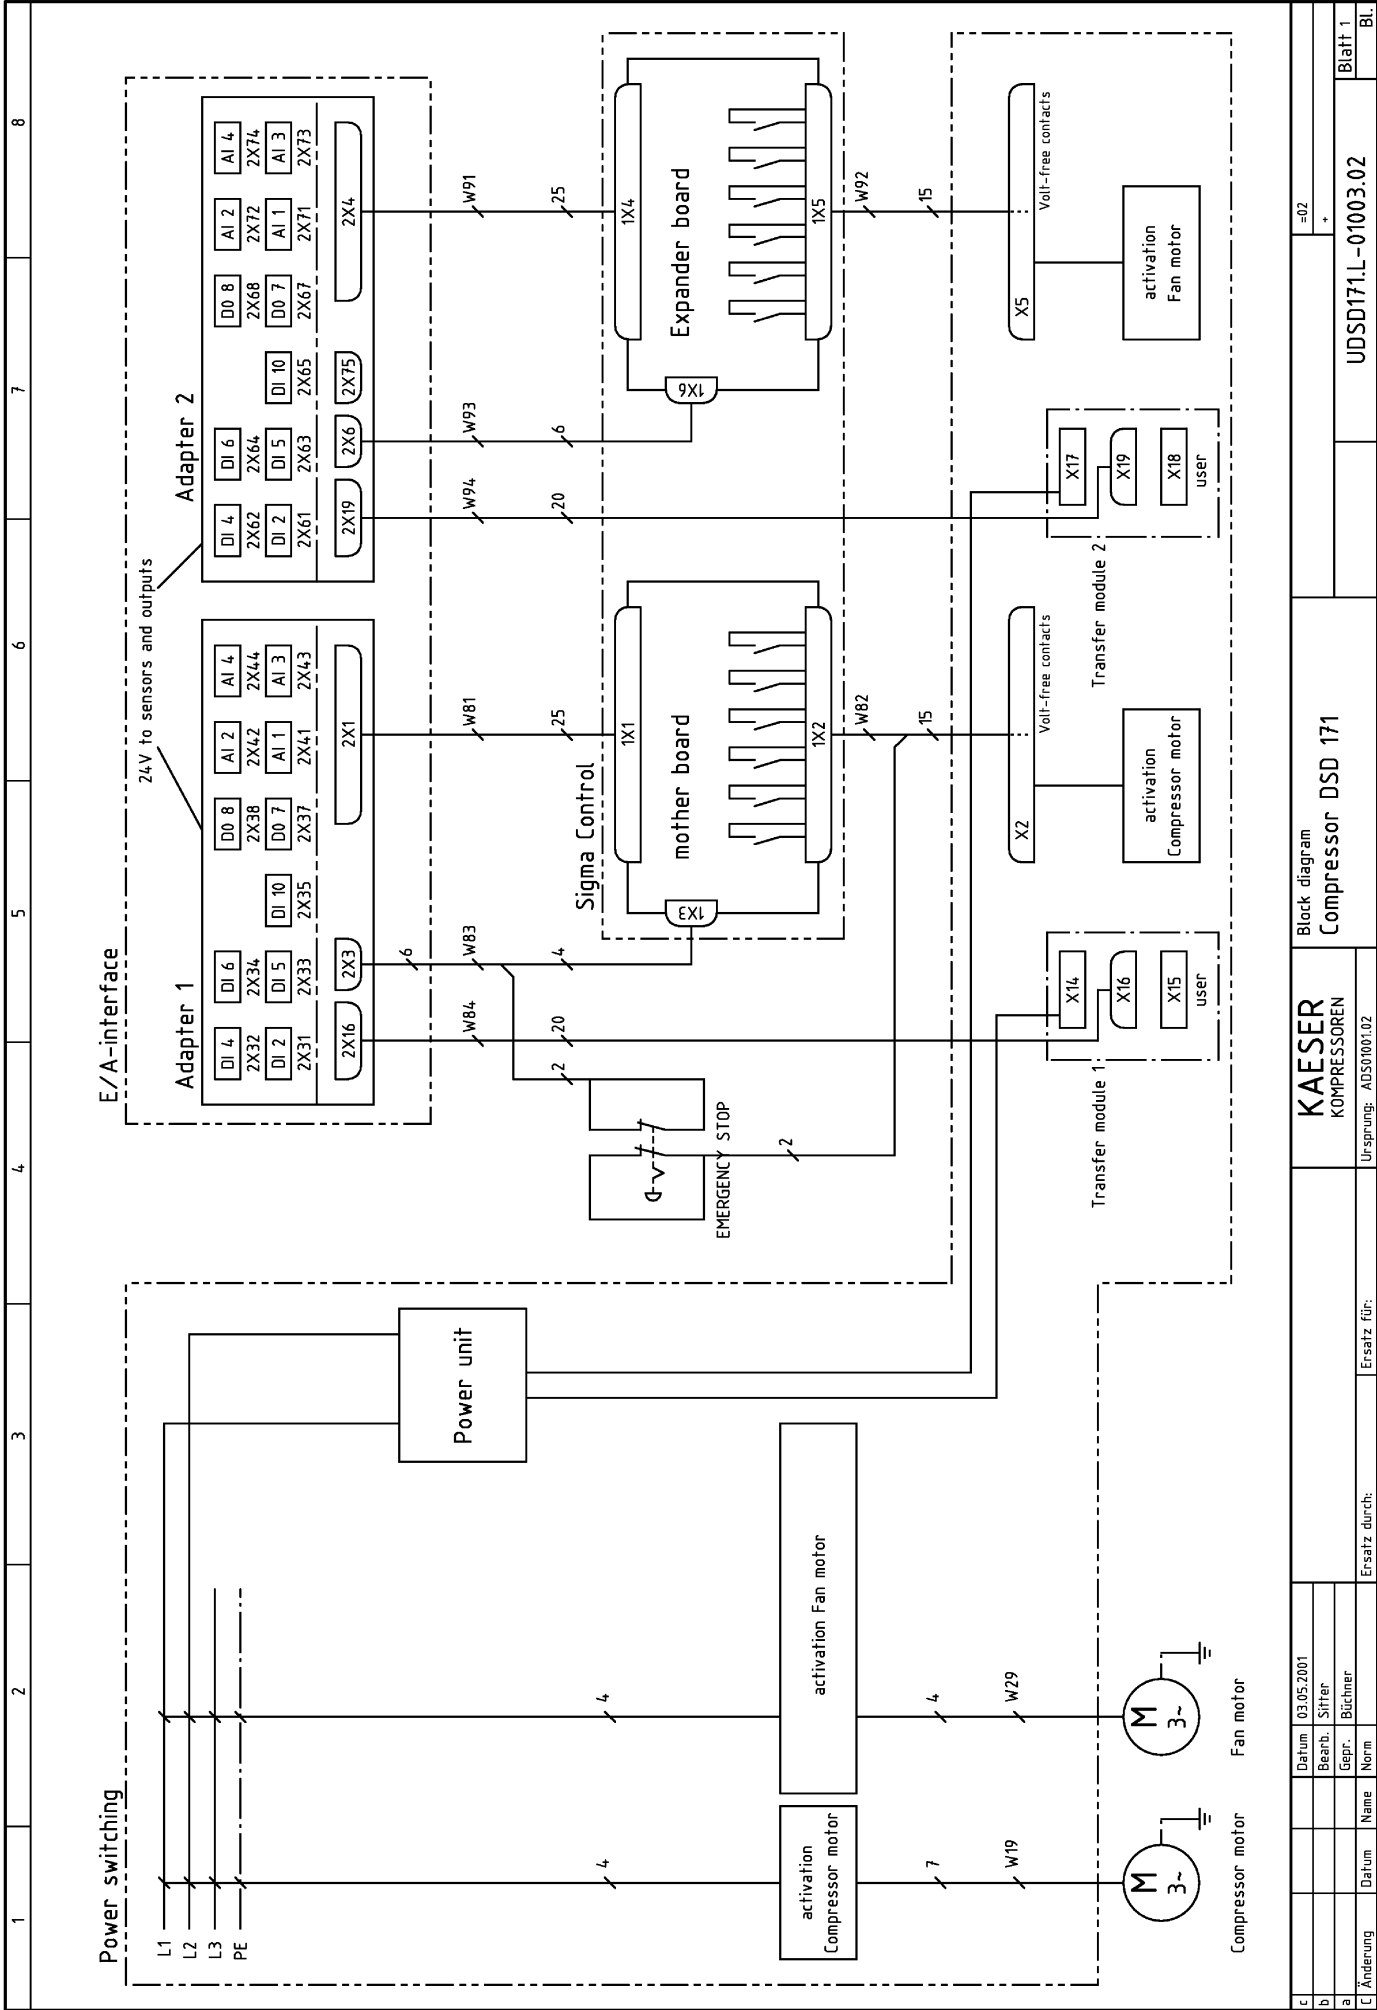 1
2
3
4
5
6
7
8
Power switching
L1
L2
L3
PE
4
4
activation
Compressor motor
activation Fan motor
7
W19
4
W29
M
3~
M
3~
Compressor motor
Fan motor
Power unit
E/A-interface
24V to sensors and outputs
Adapter 1
DI 4
2X32
DI 2
2X31
DI 6
2X34
DI 5
2X33
DI 10
2X35
DO 8
2X38
DO 7
2X37
AI 2
2X42
AI 1
2X41
AI 4
2X44
AI 3
2X43
2X16
2X3
2X1
Adapter 2
DI 4
2X62
DI 2
2X61
DI 6
2X64
DI 5
2X63
DI 10
2X65
DO 8
2X68
DO 7
2X67
AI 2
2X72
AI 1
2X71
AI 4
2X74
AI 3
2X73
2X19
2X6
2X75
2X4
6
W84
W83
W81
W94
W93
W91
2
20
4
25
20
6
25
EMERGENCY STOP
2
Sigma Control
1X1
mother board
1X3
1X2
1X4
Expander board
1X6
1X5
W82
15
W92
15
X2
Volt-free contacts
activation
Compressor motor
X5
Volt-free contacts
activation
Fan motor
Transfer module 1
X14
X16
X15
user
Transfer module 2
X17
X19
X18
user
c
b
a
C
Änderung
Datum
Name
Datum
03.05.2001
Bearb.
Sitter
Gepr.
Büchner
Norm
Ersatz durch:
Ersatz für:
KAESER
KOMPRESSOREN
Ursprung: ADS01001.02
Block diagram
Compressor DSD 171
=02
+
UDSD171.L-01003.02
Blatt 1
Bl.